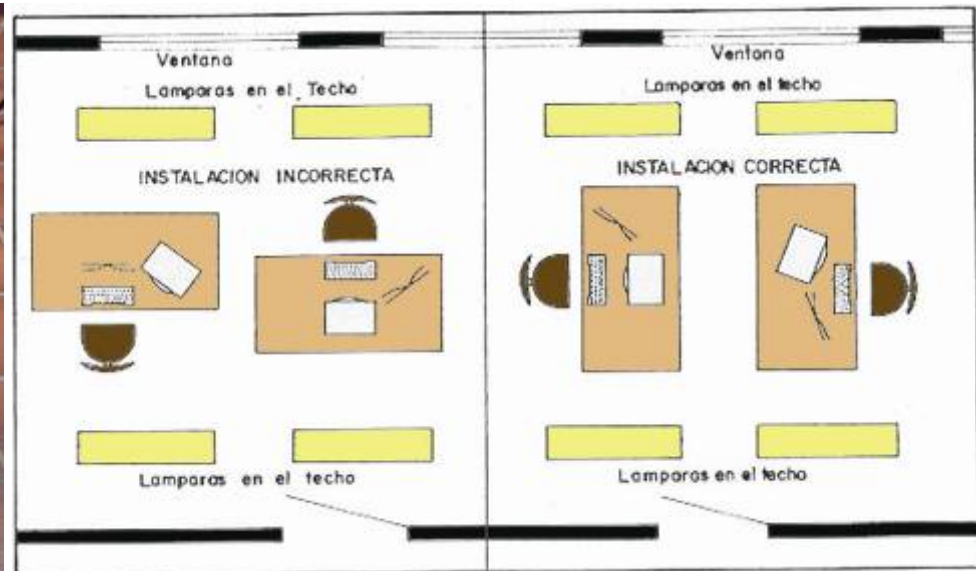 Ventana
Lamparas en el Techo
INSTALACION INCORRECTA
Lamparas en el techo
Ventana
Lamparas en el techo
INSTALACION CORRECTA
Lamparas en el techo